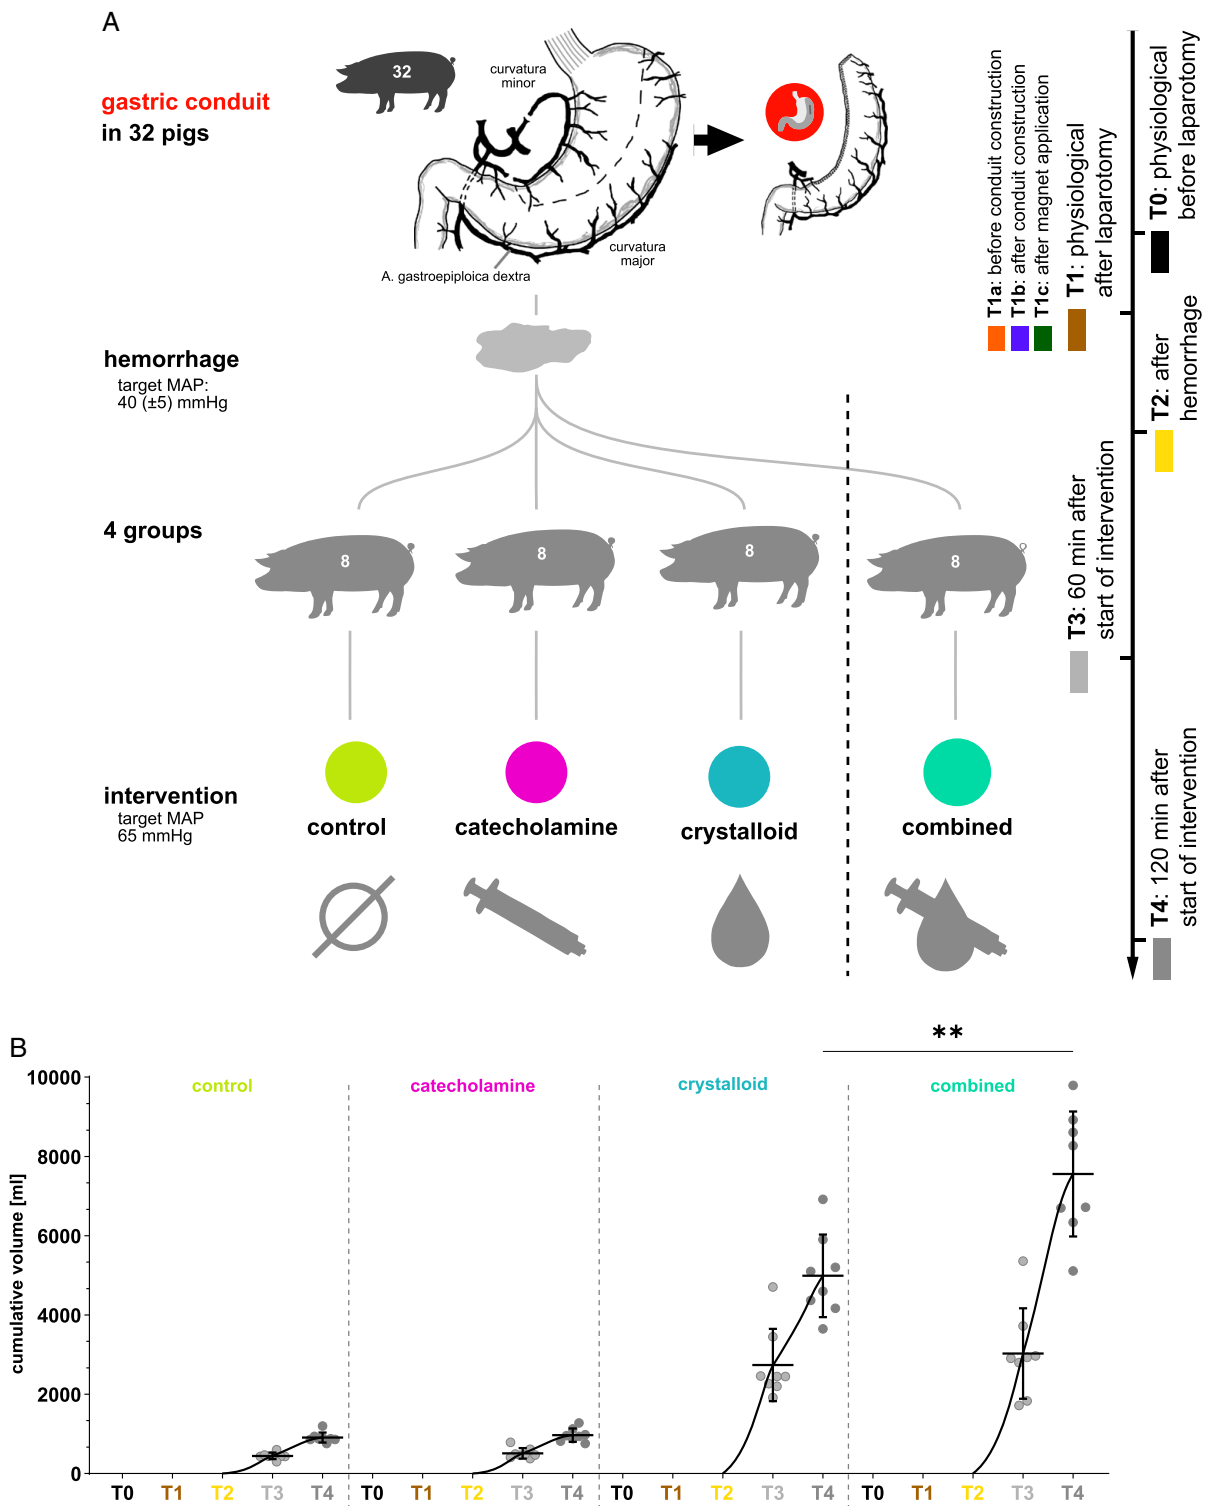 A
gastric conduit
in 32 pigs
32
curvatura
minor
curvatura
major
A. gastroepiploica dextra
hemorrhage
target MAP:
40 (±5) mmHg
4 groups
8
8
8
8
intervention
target MAP
65 mmHg
control
catecholamine
crystalloid
combined
T0: physiological
before laparotomy
T1: physiological
after laparotomy
T1a: before conduit construction
T1b: after conduit construction
T1c: after magnet application
T2: after
hemorrhage
T3: 60 min after
start of intervention
T4: 120 min after
start of intervention
B
**
control
catecholamine
crystalloid
combined
cumulative volume [ml]
10000
8000
6000
4000
2000
0
T0 T1 T2 T3 T4 T0 T1 T2 T3 T4 T0 T1 T2 T3 T4 T0 T1 T2 T3 T4